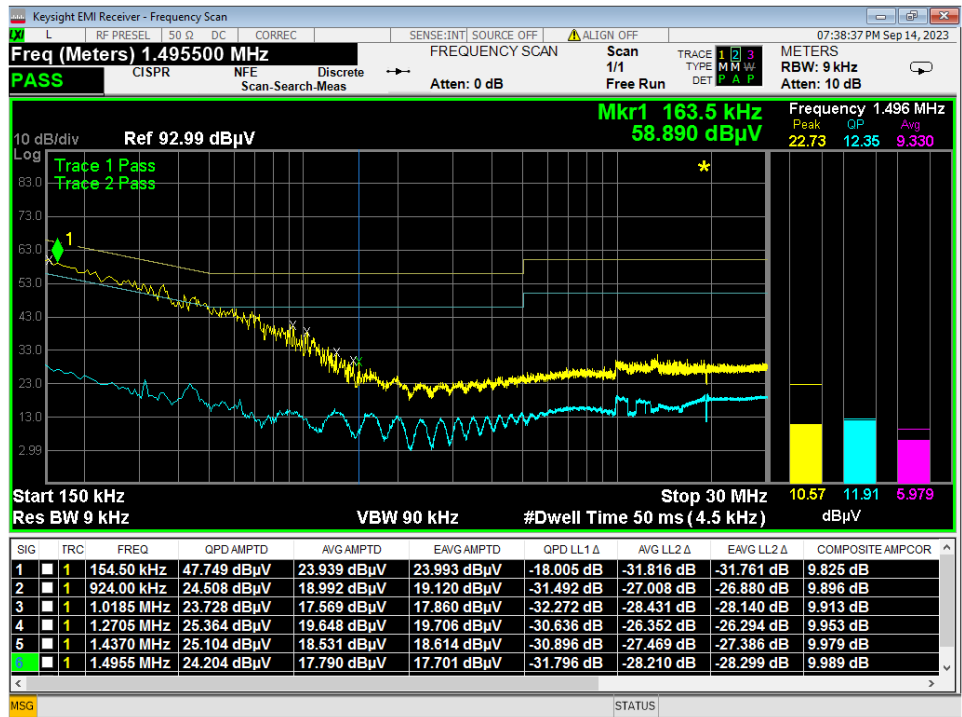 Keysight EMI Receiver - Frequency Scan
LXI L RF PRESEL 50 Ω DC CORREC SENSE:INT SOURCE OFF ALIGN OFF 07:38:37 PM Sep 14, 2023
Freq (Meters) 1.495500 MHz FREQUENCY SCAN Scan TRACE 1 2 3 METERS
1/1 TYPE M M W RBW: 9 kHz
PASS CISPR NFE Discrete Atten: 0 dB Free Run DET P A P Atten: 10 dB
Scan-Search-Meas
Mkr1 163.5 kHz Frequency 1.496 MHz
10 dB/div Ref 92.99 dBµV 58.890 dBµV Peak QP Avg
22.73 12.35 9.330
Log
Trace 1 Pass
83.0 Trace 2 Pass
73.0
63.0 1
53.0
43.0
33.0
23.0
13.0
2.99
Start 150 kHz Stop 30 MHz 10.57 11.91 5.979
Res BW 9 kHz VBW 90 kHz #Dwell Time 50 ms (4.5 kHz) dBµV
SIG TRC FREQ QPD AMPTD AVG AMPTD EAVG AMPTD QPD LL1 Δ AVG LL2 Δ EAVG LL2 Δ COMPOSITE AMPCOR
1 1 154.50 kHz 47.749 dBµV 23.939 dBµV 23.993 dBµV -18.005 dB -31.816 dB -31.761 dB 9.825 dB
2 1 924.00 kHz 24.508 dBµV 18.992 dBµV 19.120 dBµV -31.492 dB -27.008 dB -26.880 dB 9.896 dB
3 1 1.0185 MHz 23.728 dBµV 17.569 dBµV 17.860 dBµV -32.272 dB -28.431 dB -28.140 dB 9.913 dB
4 1 1.2705 MHz 25.364 dBµV 19.648 dBµV 19.706 dBµV -30.636 dB -26.352 dB -26.294 dB 9.953 dB
5 1 1.4370 MHz 25.104 dBµV 18.531 dBµV 18.614 dBµV -30.896 dB -27.469 dB -27.386 dB 9.979 dB
6 1 1.4955 MHz 24.204 dBµV 17.790 dBµV 17.701 dBµV -31.796 dB -28.210 dB -28.299 dB 9.989 dB
MSG STATUS